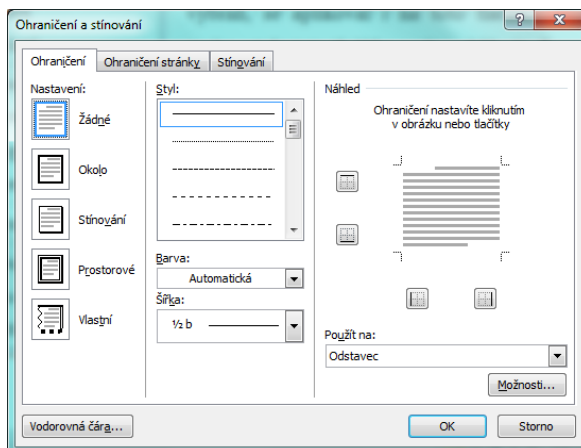 Ohraničení a stínování
Ohraničení
Ohraničení stránky
Stínování
Nastavení:
Žádné
Okolo
Stínování
Prostorové
Vlastní
Styl:
Barva:
Automatická
Šířka:
½ b
Náhled
Ohraničení nastavíte kliknutím
v obrázku nebo tlačítky
Použít na:
Odstavec
Možnosti...
Vodorovná čára...
OK
Storno